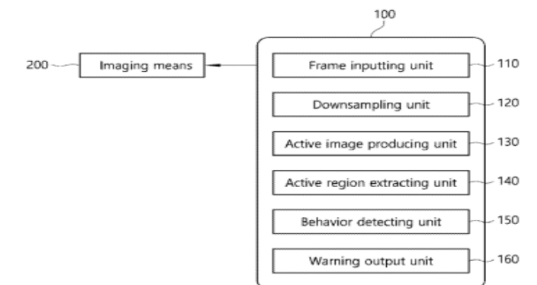 100
200 Imaging means Frame inputting unit 110
Downsampling unit 120
Active image producing unit 130
Active region extracting unit 140
Behavior detecting unit 150
Warning output unit 160